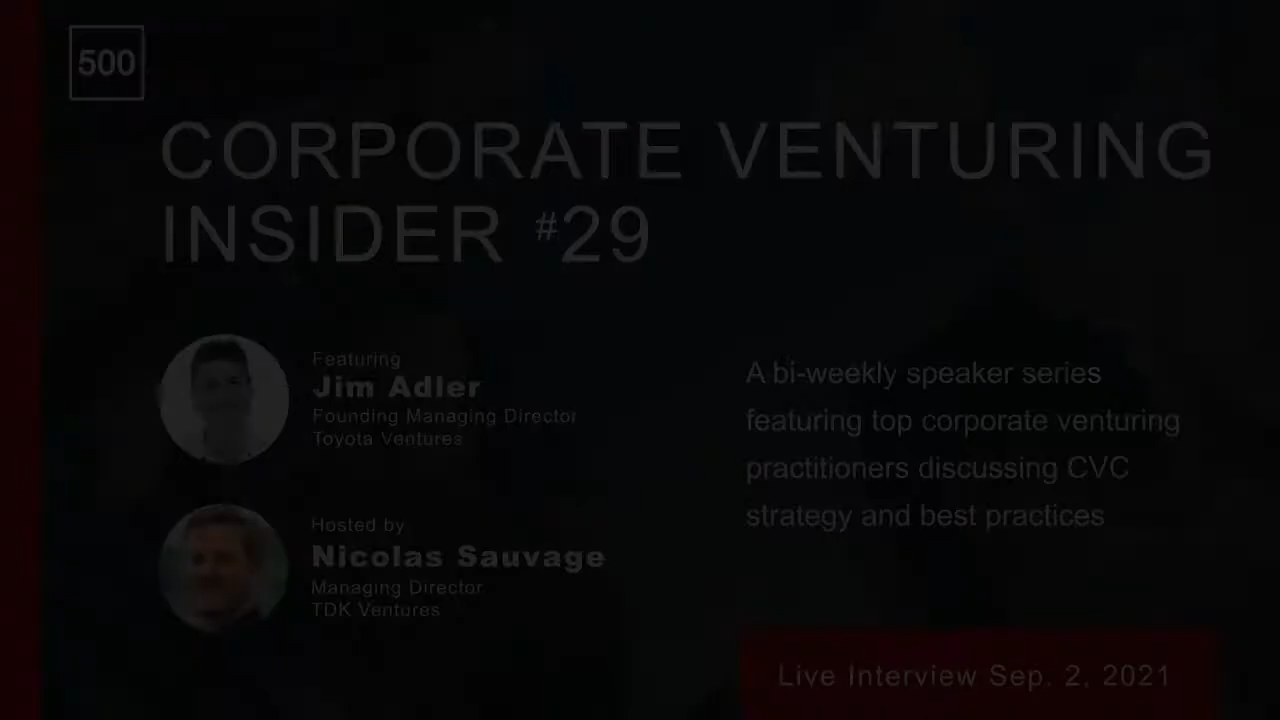 500
CORPORATE VENTURING
INSIDER #29
Featuring
Jim Adler
Founding Managing Director
Toyota Ventures
Hosted by
Nicolas Sauvage
Managing Director
TDK Ventures
A bi-weekly speaker series
featuring top corporate venturing
practitioners discussing CVC
strategy and best practices
Live Interview Sep. 2, 2021